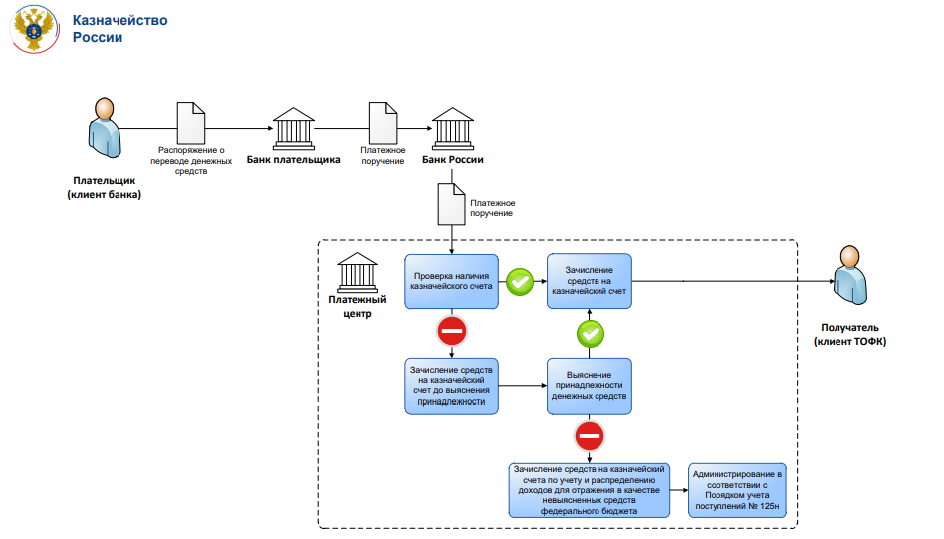 Казначейство
России
Распоряжение о
переводе денежных
средств
Банк плательщика
Платежное
поручение
Банк России
Плательщик
(клиент банка)
Платежное
поручение
Платежный
центр
Проверка наличия
казначейского счета
Зачисление
средств на
казначейский счет
Получатель
(клиент ТОФК)
Зачисление средств
на казначейский
счет до выяснения
принадлежности
Выяснение
принадлежности
денежных средств
Зачисление средств на казначейский
счета по учету и распределению
доходов для отражения в качестве
невыясненных средств
федерального бюджета
Администрирование в
соответствии с
Порядком учета
поступлений № 125н